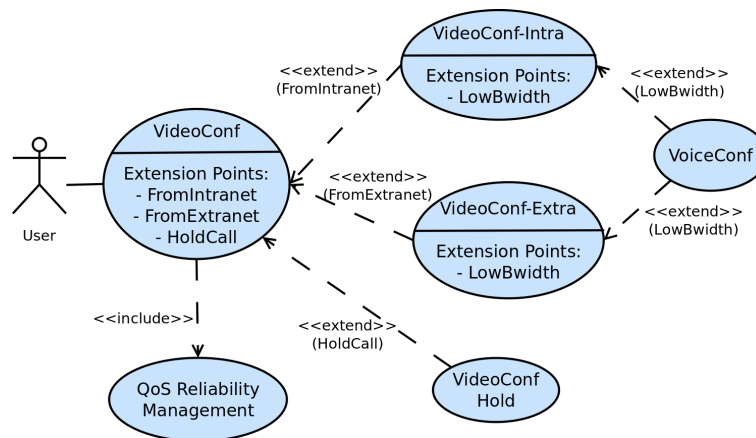 VideoConf-Intra
Extension Points:
- LowBwidth
<<extend>>
(FromIntranet)
<<extend>>
(LowBwidth)
VideoConf
Extension Points:
- FromIntranet
- FromExtranet
- HoldCall
VoiceConf
<<extend>>
(FromExtranet)
VideoConf-Extra
Extension Points:
- LowBwidth
<<extend>>
(LowBwidth)
User
<<include>>
<<extend>>
(HoldCall)
QoS Reliability
Management
VideoConf
Hold